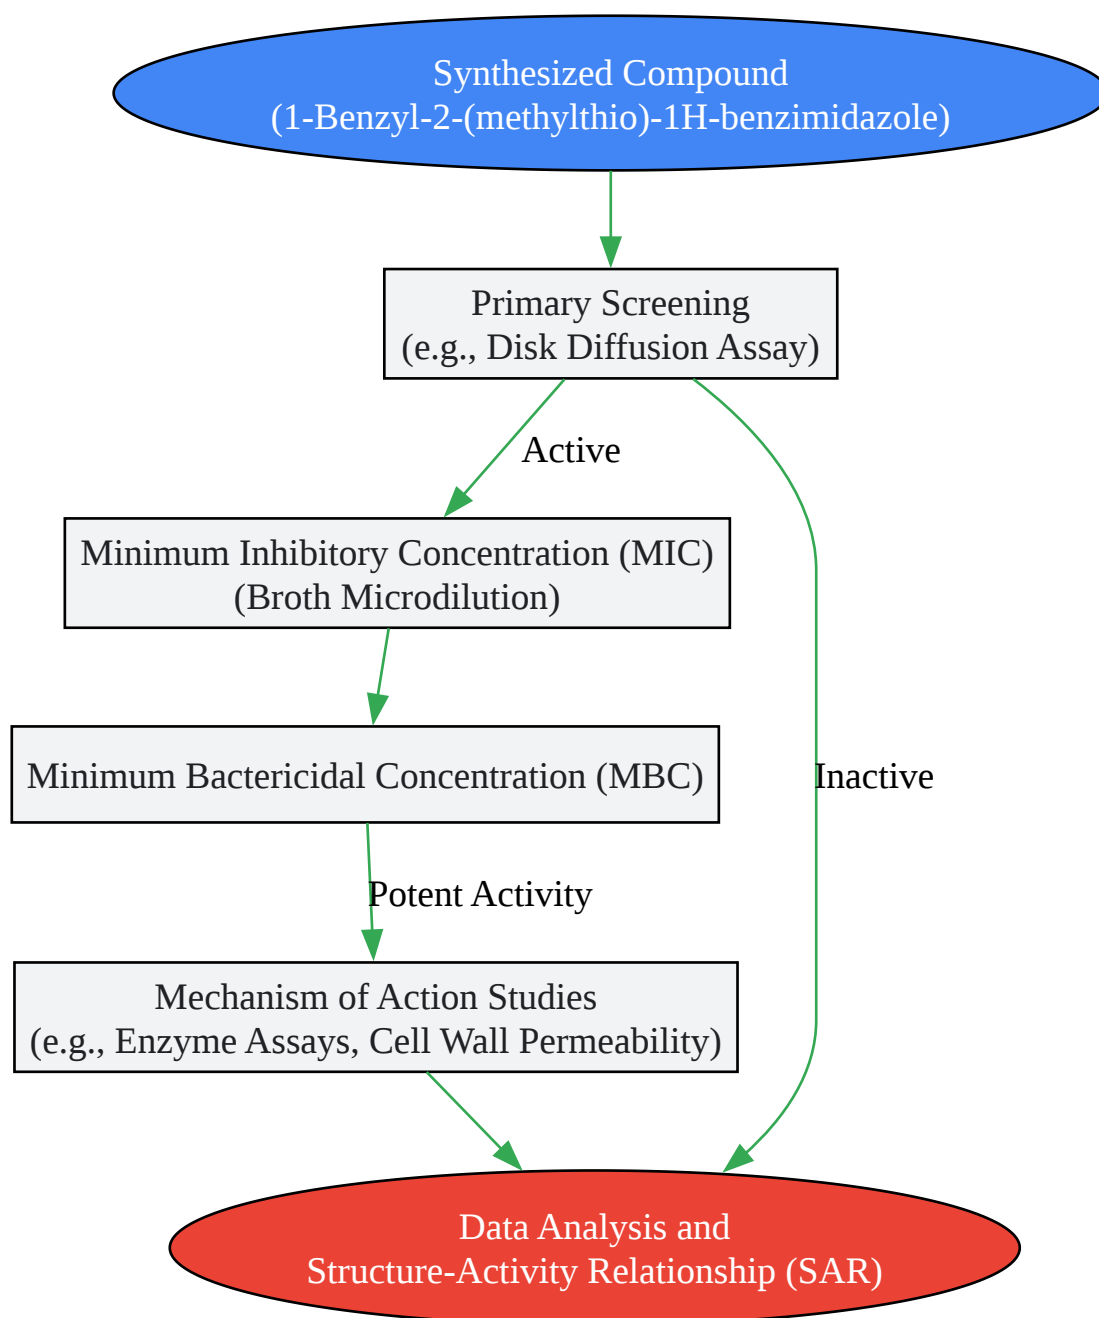 Synthesized Compound
(1-Benzyl-2-(methylthio)-1H-benzimidazole)
Primary Screening
(e.g., Disk Diffusion Assay)
Active
Minimum Inhibitory Concentration (MIC)
(Broth Microdilution)
Minimum Bactericidal Concentration (MBC)
Inactive
Potent Activity
Mechanism of Action Studies
(e.g., Enzyme Assays, Cell Wall Permeability)
Data Analysis and
Structure-Activity Relationship (SAR)